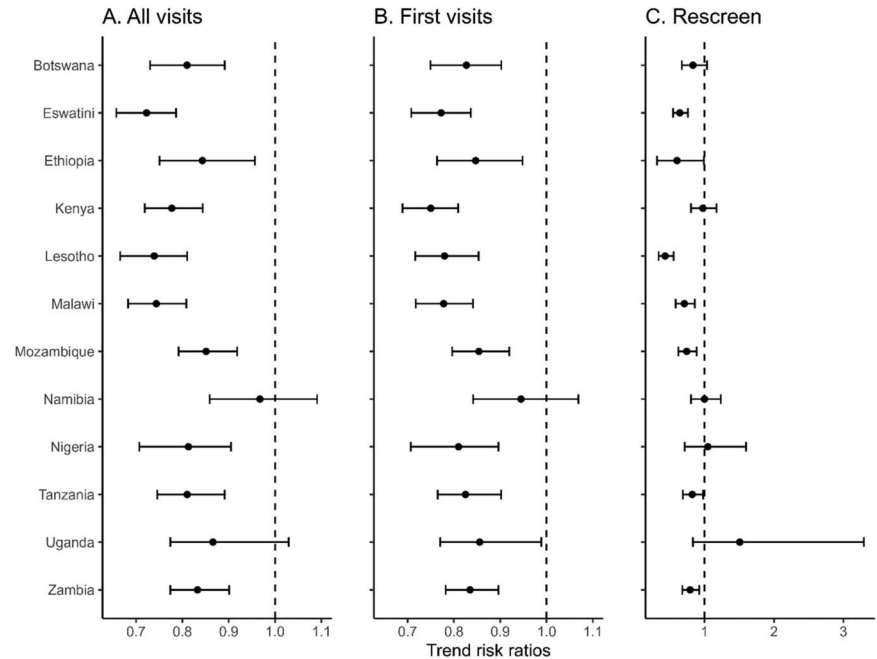 A. All visits
B. First visits
C. Rescreen
Botswana
Eswatini
Ethiopia
Kenya
Lesotho
Malawi
Mozambique
Namibia
Nigeria
Tanzania
Uganda
Zambia
0.7 0.8 0.9 1.0 1.1
0.7 0.8 0.9 1.0 1.1
1 2 3
Trend risk ratios